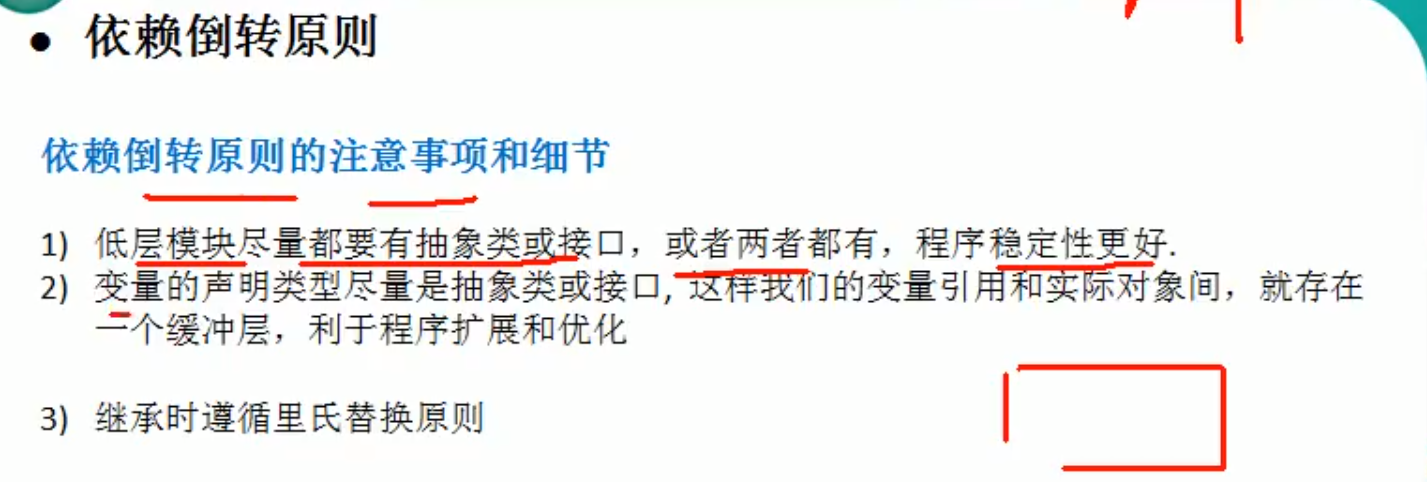 ● 依赖倒转原则
依赖倒转原则的注意事项和细节
1) 低层模块尽量都要有抽象类或接口，或者两者都有，程序稳定性更好.
2) 变量的声明类型尽量是抽象类或接口, 这样我们的变量引用和实际对象间，就存在
一个缓冲层，利于程序扩展和优化
3) 继承时遵循里氏替换原则